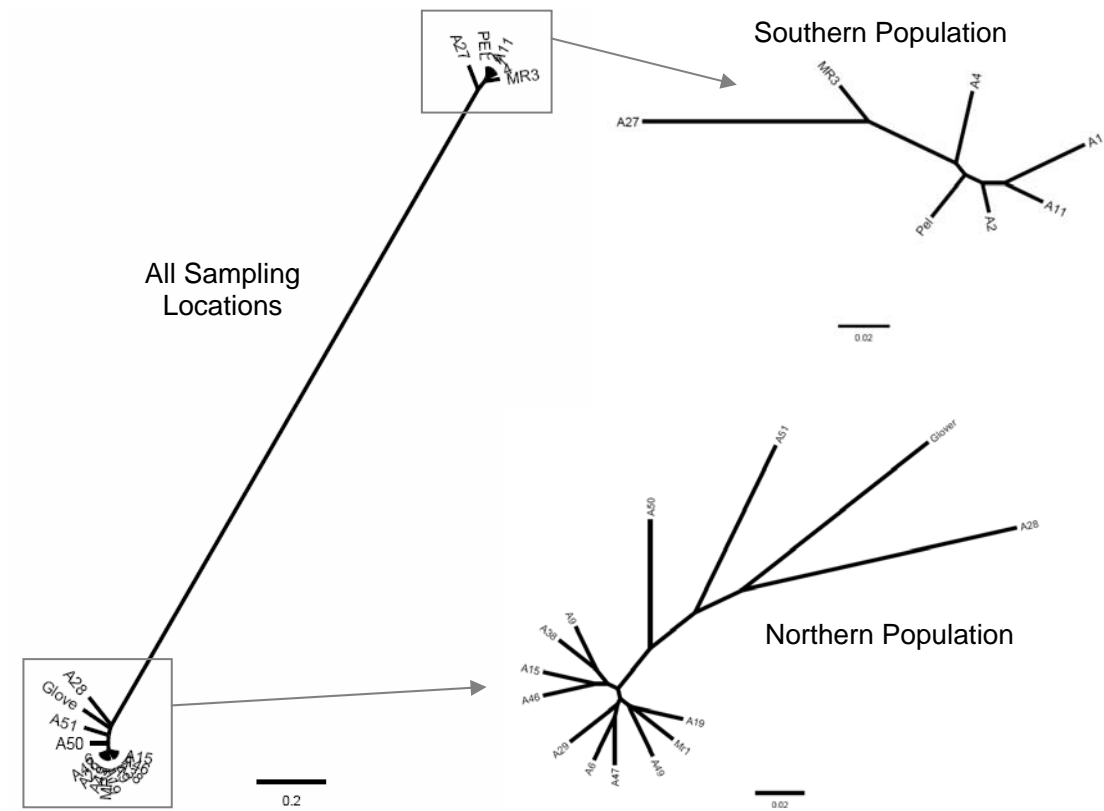 A27
PEL
A11
MR3
Southern Population
MR3
A27
A4
A1
A11
A2
Pel
0.02
All Sampling
Locations
A28
Glove
A51
A50
A15
0.2
A51
Glover
A50
A28
Northern Population
A9
A38
A15
A46
A29
A6
A47
A49
Mr1
A19
0.02